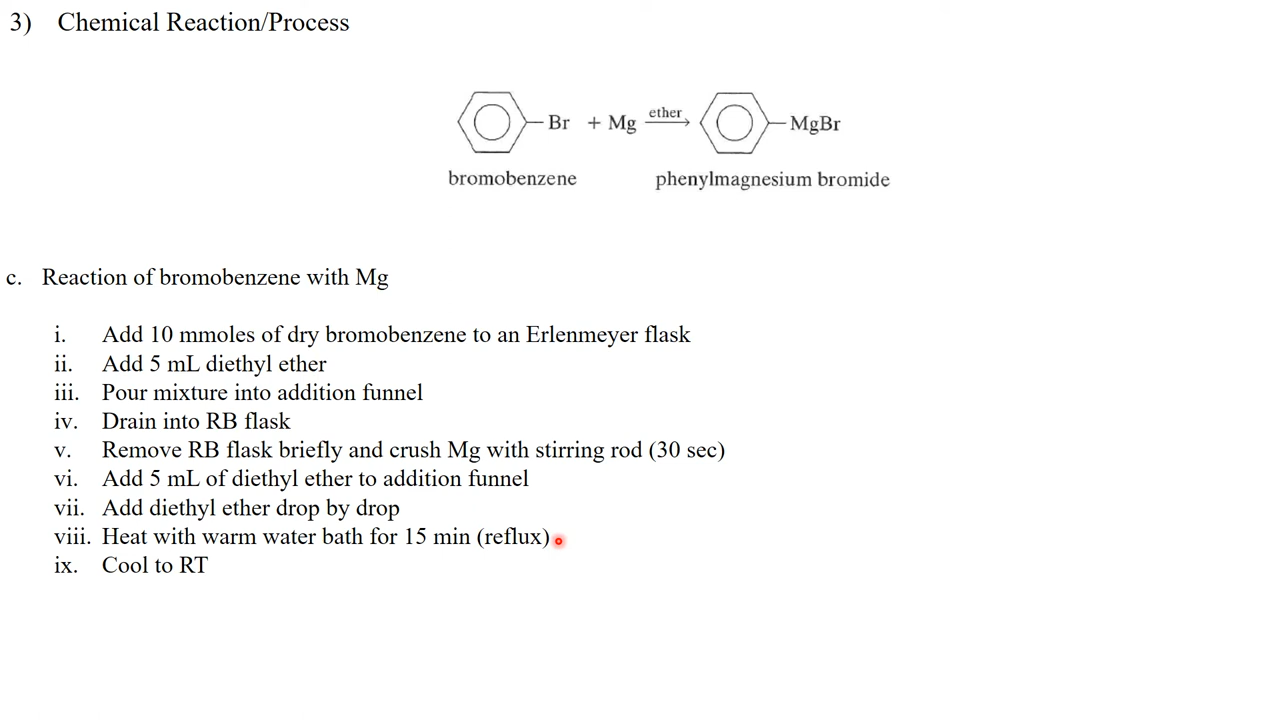 3) Chemical Reaction/Process
Br + Mg ether MgBr
bromobenzene phenylmagnesium bromide
c. Reaction of bromobenzene with Mg
i. Add 10 mmoles of dry bromobenzene to an Erlenmeyer flask
ii. Add 5 mL diethyl ether
iii. Pour mixture into addition funnel
iv. Drain into RB flask
v. Remove RB flask briefly and crush Mg with stirring rod (30 sec)
vi. Add 5 mL of diethyl ether to addition funnel
vii. Add diethyl ether drop by drop
viii. Heat with warm water bath for 15 min (reflux)
ix. Cool to RT